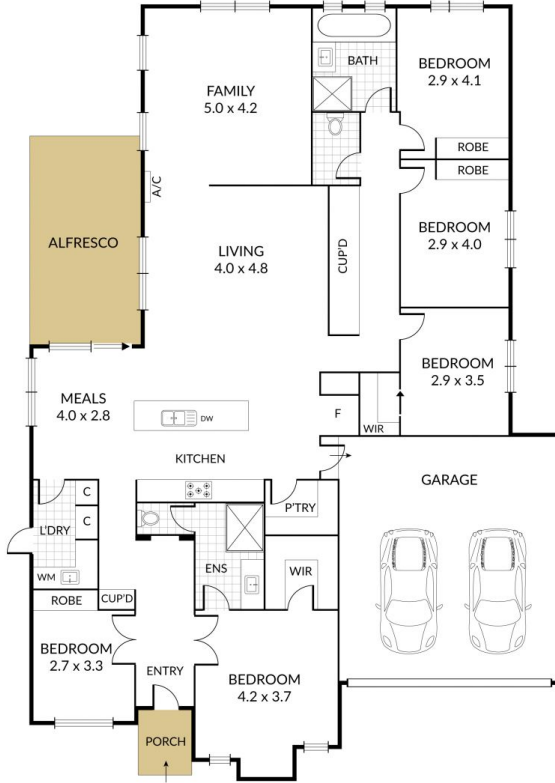 FAMILY
5.0 x 4.2
BATH
BEDROOM
2.9 x 4.1
ROBE
ROBE
A/C
ALFRESCO
LIVING
4.0 x 4.8
CUP'D
BEDROOM
2.9 x 4.0
BEDROOM
2.9 x 3.5
MEALS
4.0 x 2.8
DW
F
WIR
KITCHEN
GARAGE
C
C
L'DRY
P'TRY
WM
ENS
WIR
ROBE
CUP'D
BEDROOM
2.7 x 3.3
ENTRY
BEDROOM
4.2 x 3.7
PORCH